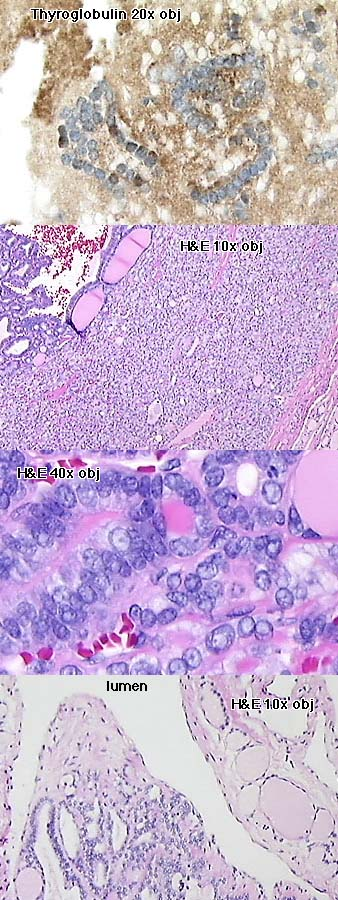 Thyroglobulin 20x obj
H&E 10x obj
H&E 40x obj
lumen
H&E 10x obj